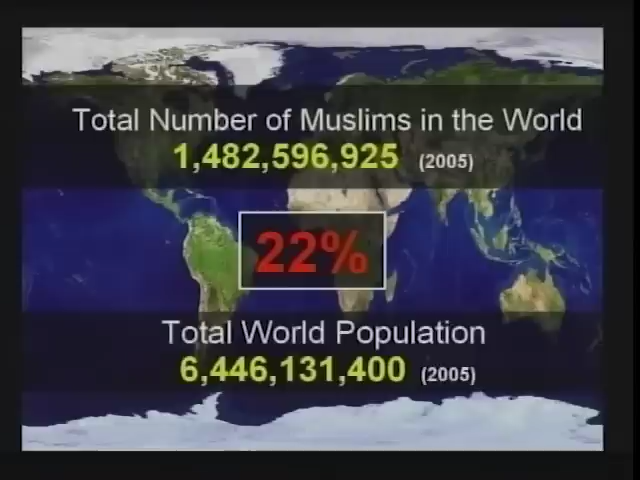 Total Number of Muslims in the World
1,482,596,925 (2005)
22%
Total World Population
6,446,131,400 (2005)